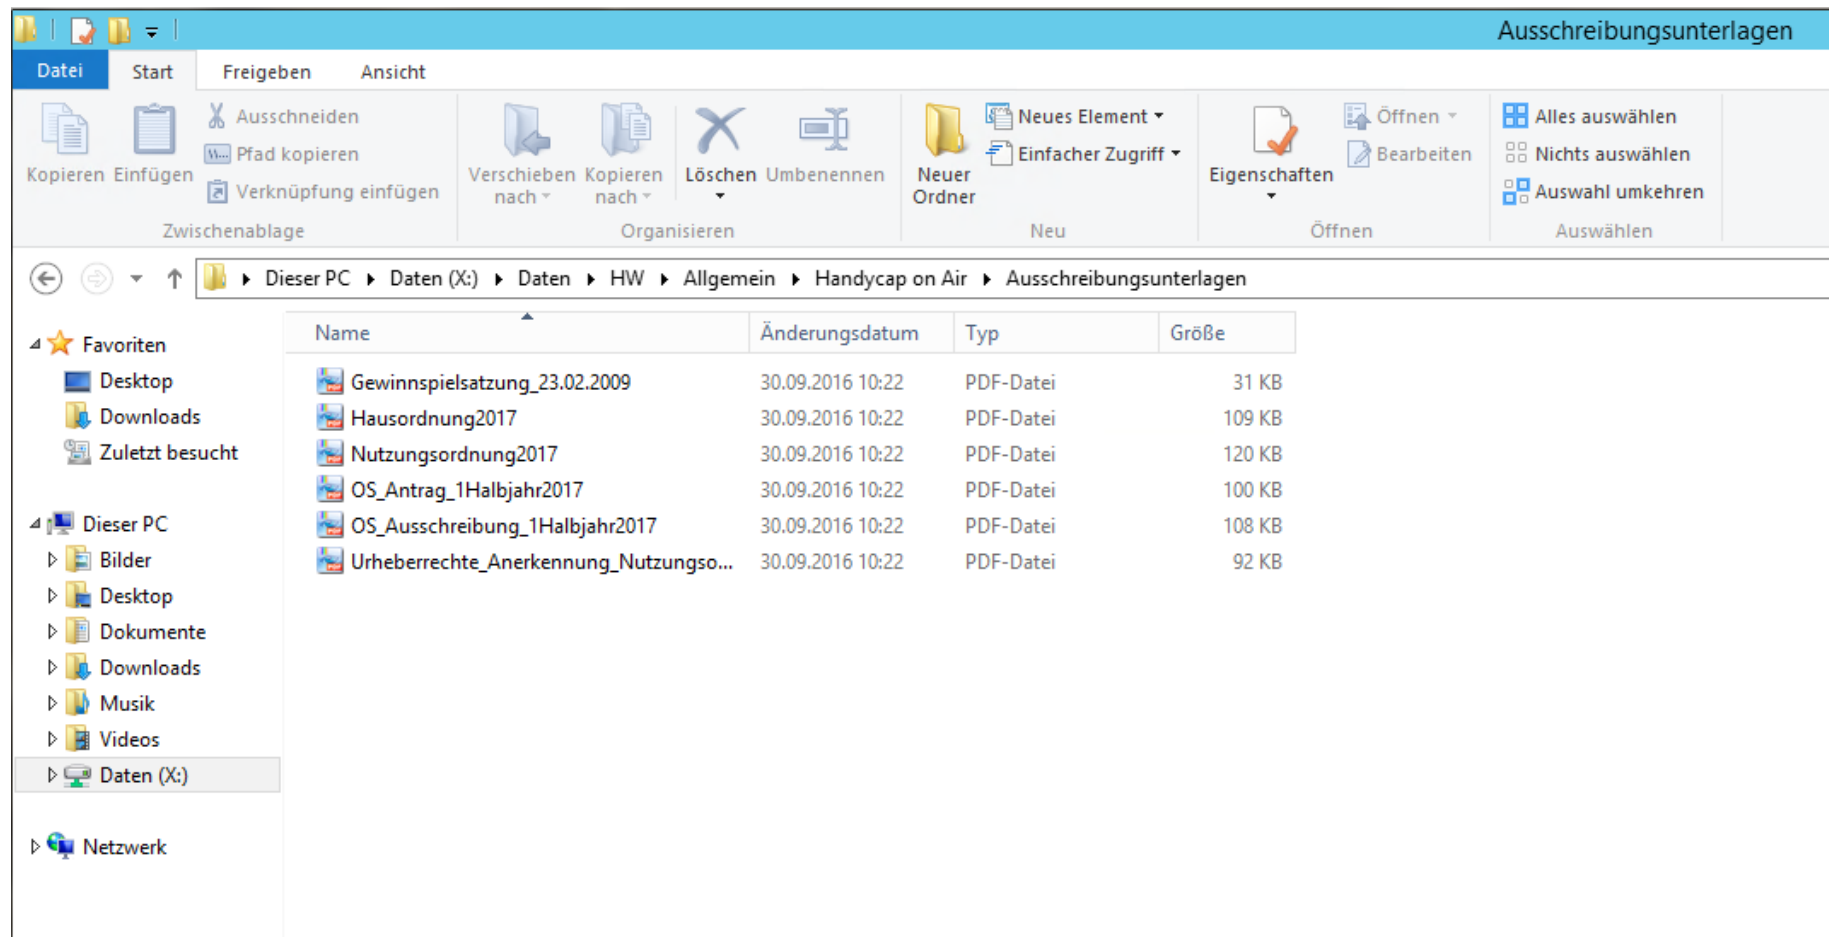 Ausschreibungsunterlagen
Datei Start Freigeben Ansicht
Kopieren
Einfügen
Ausschneiden
Pfad kopieren
Verknüpfung einfügen
Zwischenablage
Verschieben nach
Kopieren nach
Löschen
Umbenennen
Organisieren
Neuer Ordner
Neues Element
Einfacher Zugriff
Neu
Eigenschaften
Öffnen
Bearbeiten
Öffnen
Alles auswählen
Nichts auswählen
Auswahl umkehren
Auswählen
Dieser PC Daten (X:) Daten HW Allgemein Handycap on Air Ausschreibungsunterlagen
Favoriten
Desktop
Downloads
Zuletzt besucht
Dieser PC
Bilder
Desktop
Dokumente
Downloads
Musik
Videos
Daten (X:)
Netzwerk
Name Änderungsdatum Typ Größe
Gewinnspielsatzung_23.02.2009 30.09.2016 10:22 PDF-Datei 31 KB
Hausordnung2017 30.09.2016 10:22 PDF-Datei 109 KB
Nutzungsordnung2017 30.09.2016 10:22 PDF-Datei 120 KB
OS_Antrag_1Halbjahr2017 30.09.2016 10:22 PDF-Datei 100 KB
OS_Ausschreibung_1Halbjahr2017 30.09.2016 10:22 PDF-Datei 108 KB
Urheberrechte_Anerkennung_Nutzungso... 30.09.2016 10:22 PDF-Datei 92 KB